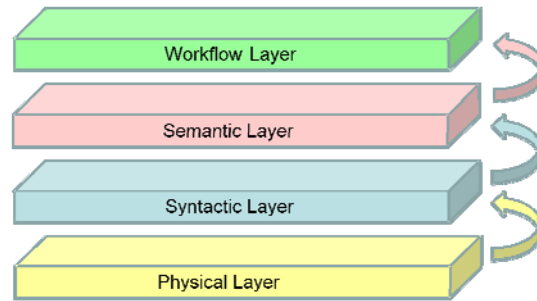 Workflow Layer
Semantic Layer
Syntactic Layer
Physical Layer